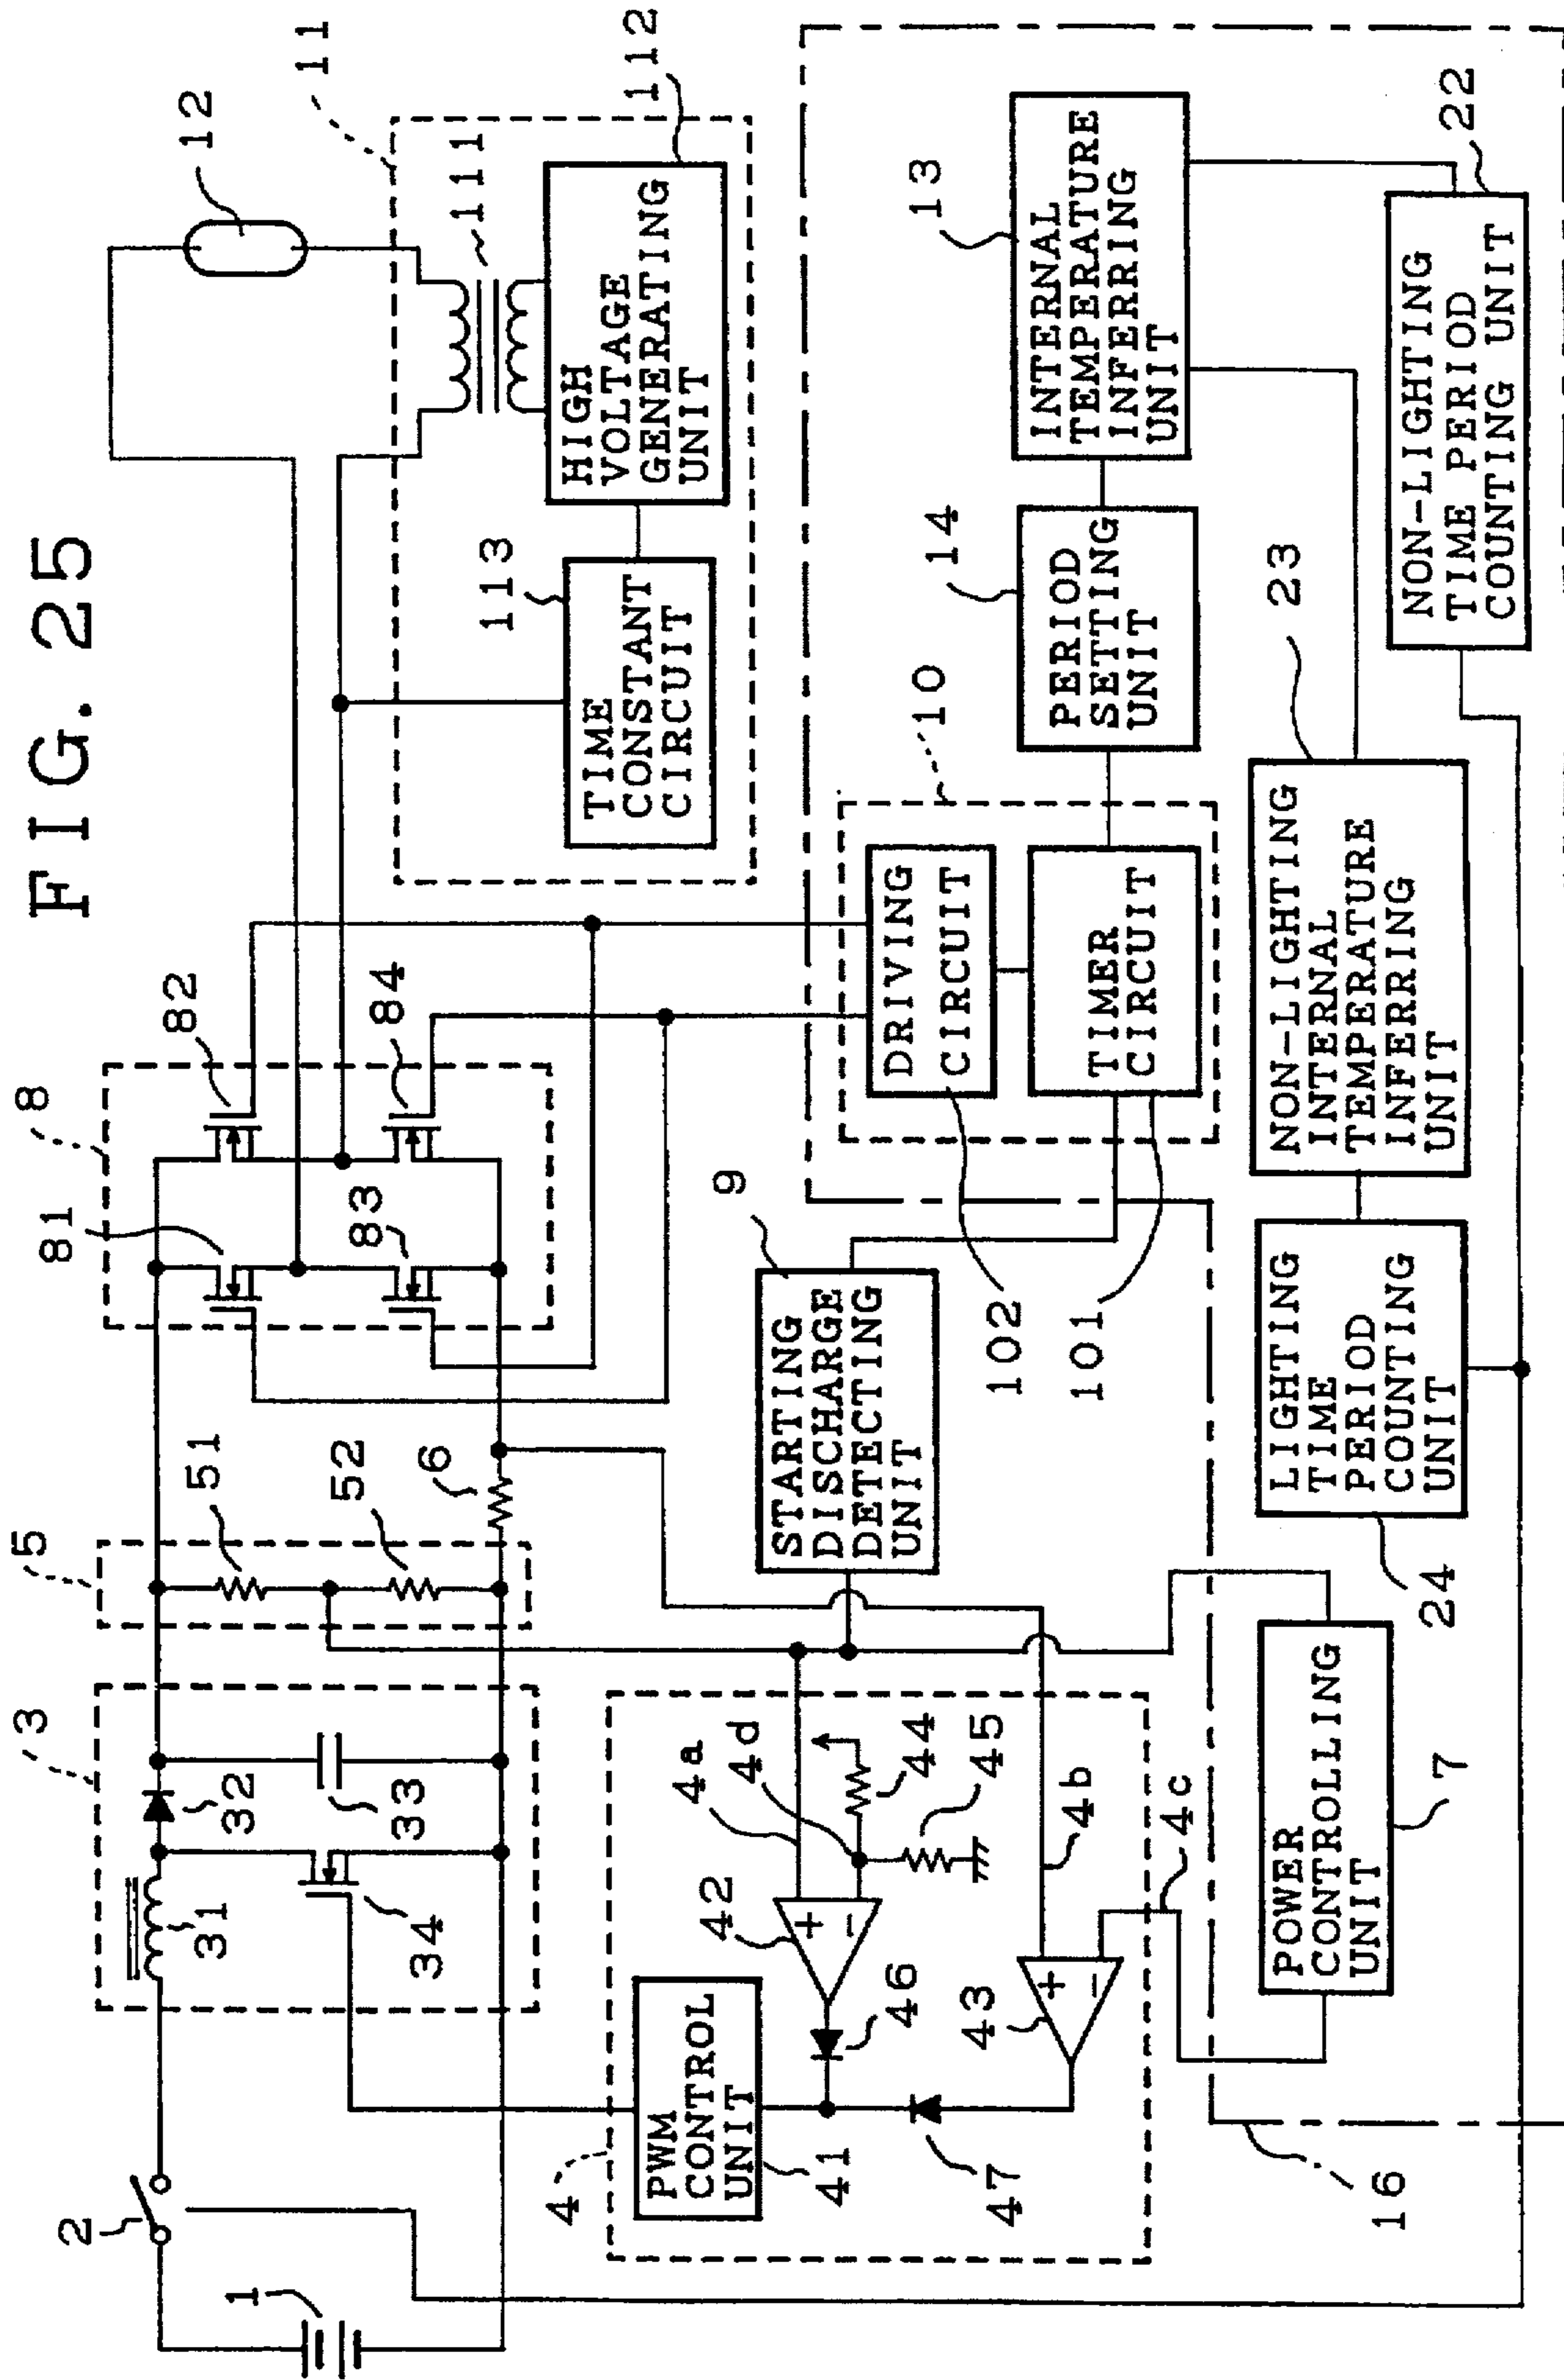 FIG. 25
1
2
3
31
32
33
34
5
51
52
6
8
81
82
83
84
11
12
111
112
HIGH
VOLTAGE
GENERATING
UNIT
113
TIME
CONSTANT
CIRCUIT
4
PWM
CONTROL
UNIT
41
42
+
−
4a
4d
44
45
46
47
43
+
−
4b
4c
9
STARTING
DISCHARGE
DETECTING
UNIT
10
DRIVING
CIRCUIT
102
TIMER
CIRCUIT
101
14
PERIOD
SETTING
UNIT
13
INTERNAL
TEMPERATURE
INFERRING
UNIT
16
7
POWER
CONTROLLING
UNIT
24
LIGHTING
TIME
PERIOD
COUNTING
UNIT
23
NON-LIGHTING
INTERNAL
TEMPERATURE
INFERRING
UNIT
22
NON-LIGHTING
TIME PERIOD
COUNTING UNIT